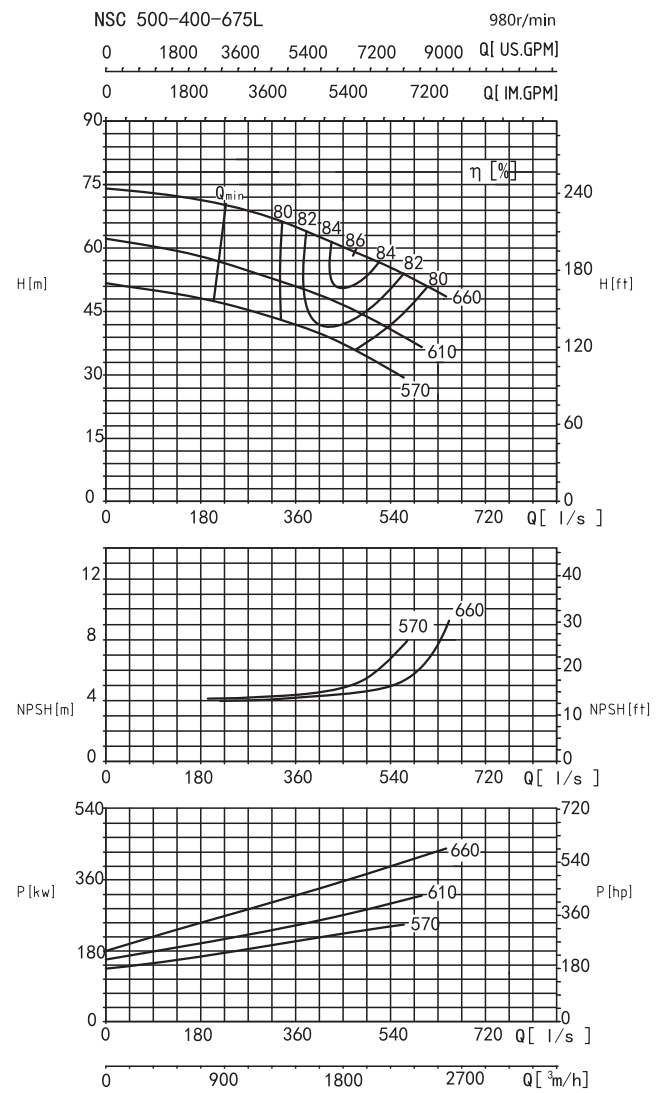 NSC 500-400-675L 980r/min
0 1800 3600 5400 7200 9000 Q[ US.GPM]
0 1800 3600 5400 7200 Q[ IM.GPM]
90
η [%]
75
240
Qmin
80 82 84 86 84 82 80
60
H[m]
180
H[ft]
660
45
610
120
570
30
60
15
0 0
0 180 360 540 720 Q[ l/s ]
12 40
660
570
30
8
20
4
NPSH[m]
10
NPSH[ft]
0 0
0 180 360 540 720 Q[ l/s ]
540 720
660
540
360
P[kw]
610
P[hp]
360
570
180
180
0 0
0 180 360 540 720 Q[ l/s ]
0 900 1800 2700 Q[ ³m/h]